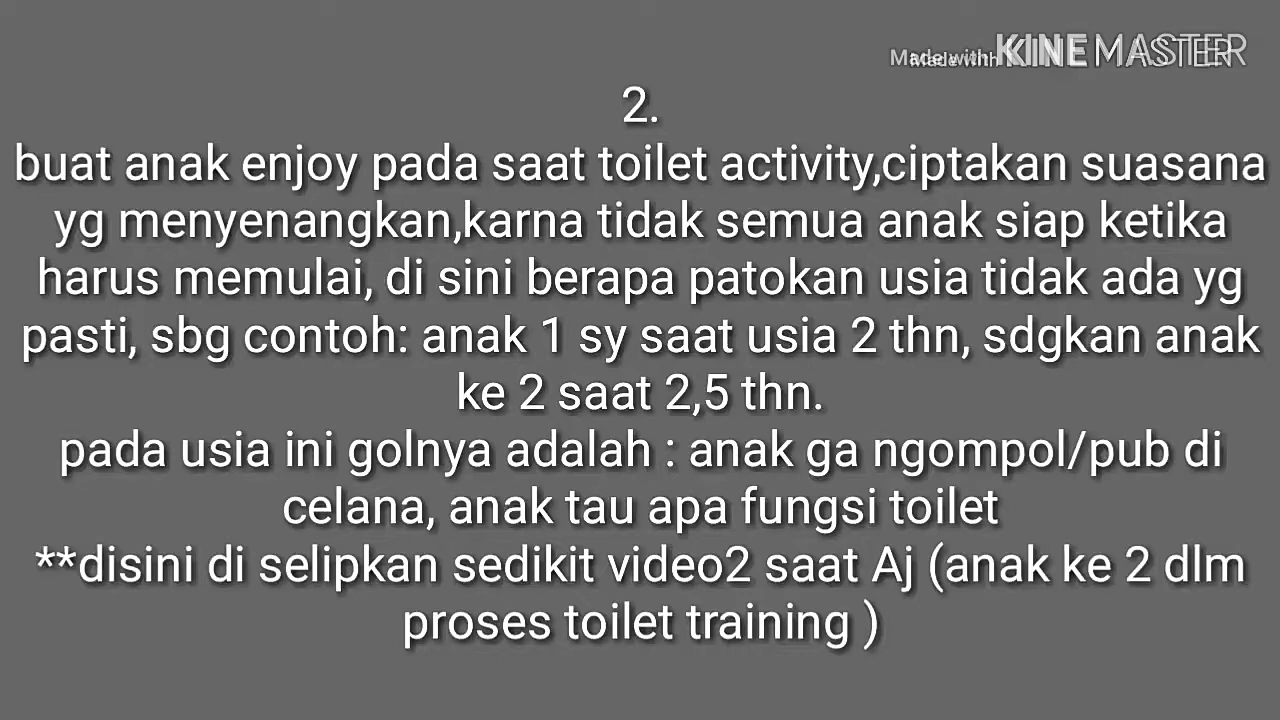 Made with KINEMASTER
Made with KINEMASTER
2.
buat anak enjoy pada saat toilet activity,ciptakan suasana
yg menyenangkan,karna tidak semua anak siap ketika
harus memulai, di sini berapa patokan usia tidak ada yg
pasti, sbg contoh: anak 1 sy saat usia 2 thn, sdgkan anak
ke 2 saat 2,5 thn.
pada usia ini golnya adalah : anak ga ngompol/pub di
celana, anak tau apa fungsi toilet
**disini di selipkan sedikit video2 saat Aj (anak ke 2 dlm
proses toilet training )